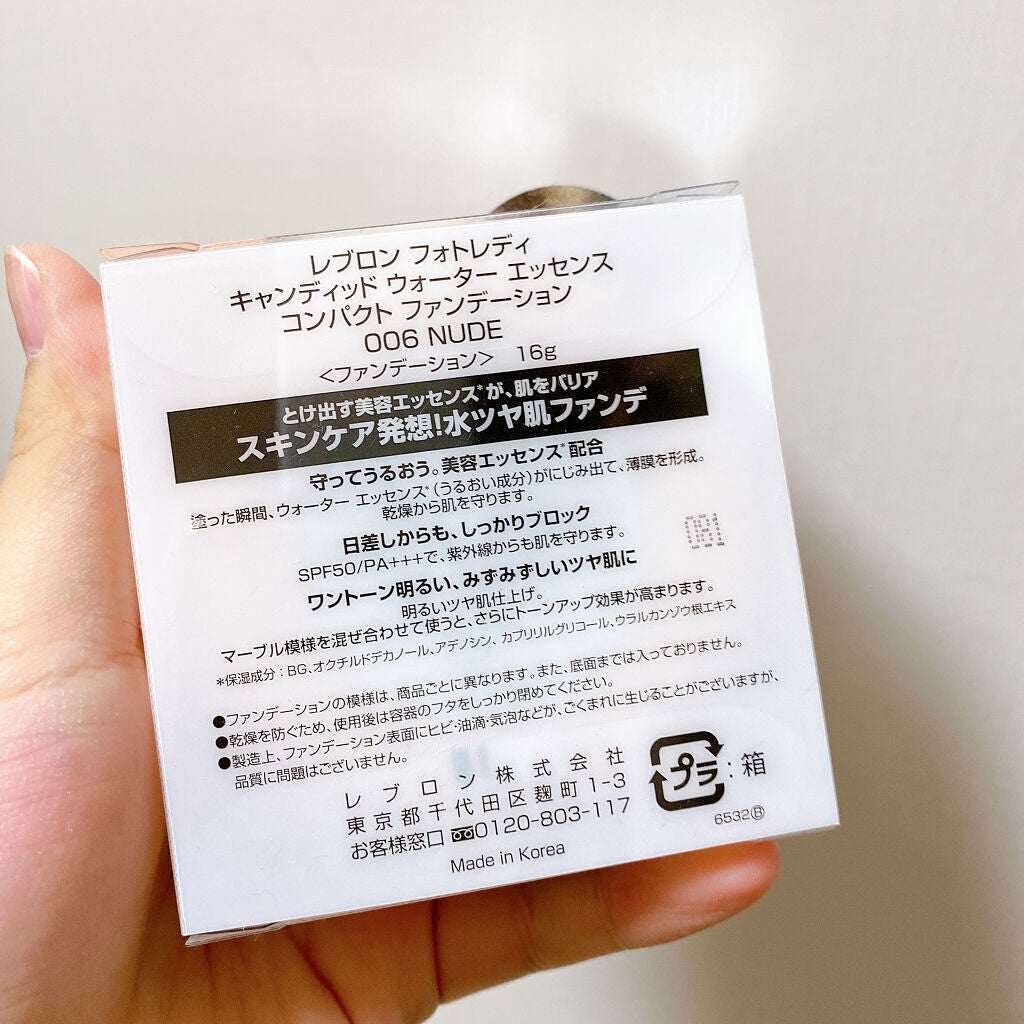 レブロン フォトレディ
キャンディッド ウォーター エッセンス
コンパクト ファンデーション
006 NUDE
<ファンデーション> 16g
とけ出す美容エッセンス*が、肌をバリア
スキンケア発想!水ツヤ肌ファンデ
守ってうるおう。美容エッセンス*配合
塗った瞬間、ウォーター エッセンス*(うるおい成分)がにじみ出て、薄膜を形成。
乾燥から肌を守ります。
日差しからも、しっかりブロック
SPF50/PA+++で、紫外線からも肌を守ります。
ワントーン明るい、みずみずしいツヤ肌に
明るいツヤ肌仕上げ。
マーブル模様を混ぜ合わせて使うと、さらにトーンアップ効果が高まります。
*保湿成分:BG、オクチルドデカノール、アデノシン、カプリリルグリコール、ウラルカンゾウ根エキス
●ファンデーションの模様は、商品ごとに異なります。また、底面までは入っておりません。
●乾燥を防ぐため、使用後は容器のフタをしっかり閉めてください。
●製造上、ファンデーション表面にヒビ・油滴・気泡などが、ごくまれに生じることがございますが、
品質に問題はございません。
レブロン株式会社
東京都千代田区麹町1-3
お客様窓口 0120-803-117
Made in Korea
プラ:箱
6532Ⓑ